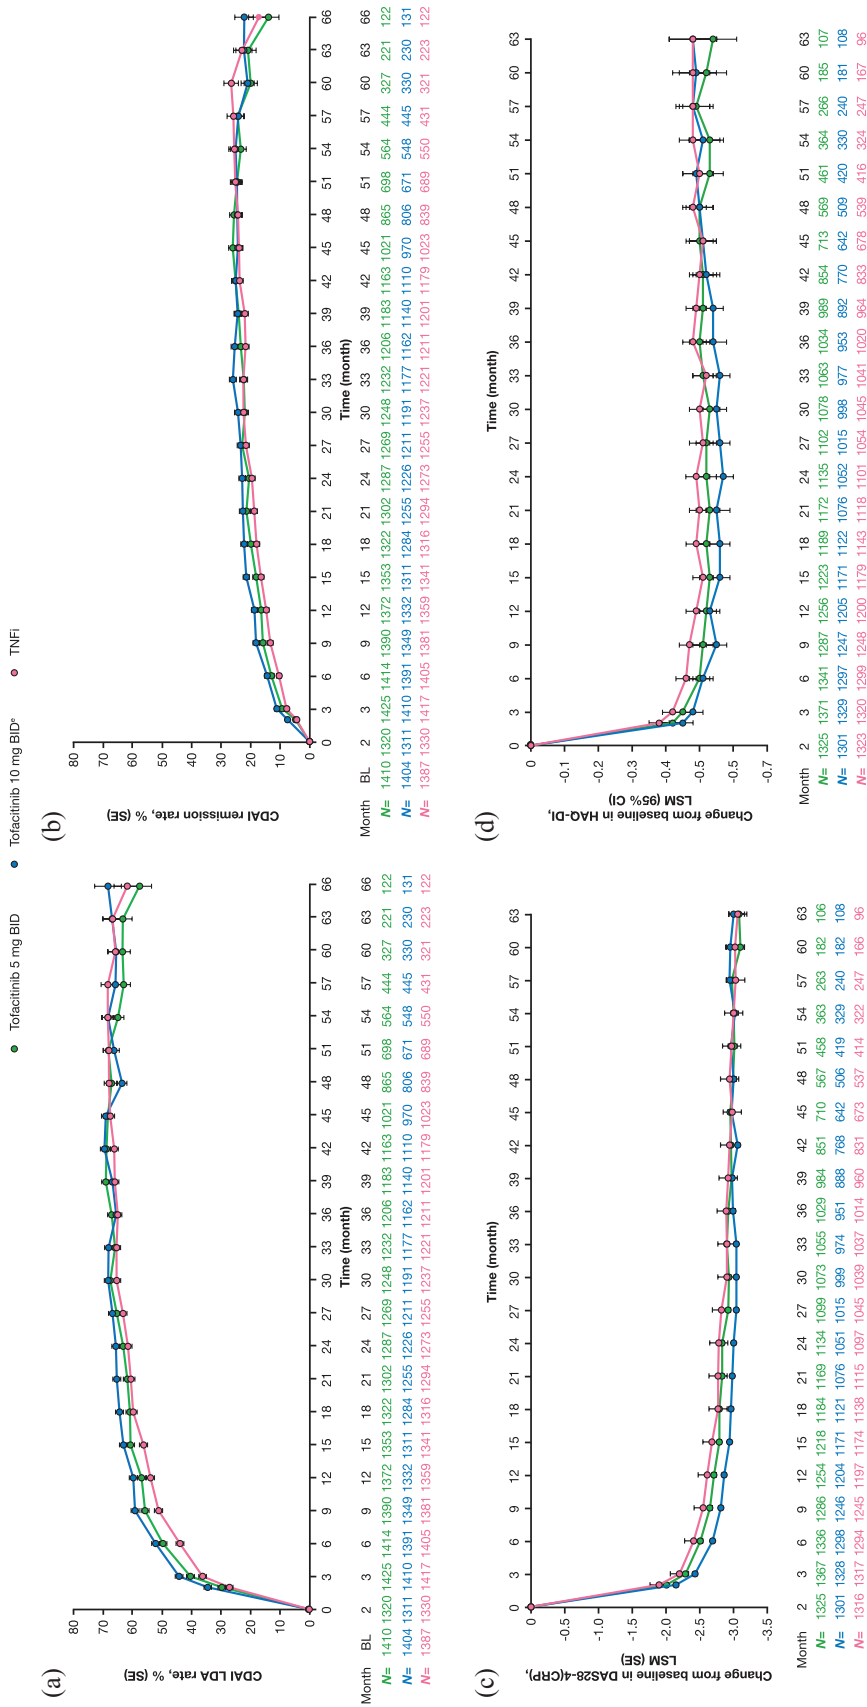 Tofacitinib 5 mg BID
Tofacitinib 10 mg BIDᵉ
TNFi
(a)
CDAI LDA rate, % (SE)
80
70
60
50
40
30
20
10
0
0 3 6 9 12 15 18 21 24 27 30 33 36 39 42 45 48 51 54 57 60 63 66
Time (month)
Month BL 2 3 6 9 12 15 18 21 24 27 30 33 36 39 42 45 48 51 54 57 60 63 66
N= 1410 1320 1425 1414 1390 1372 1353 1322 1302 1287 1269 1248 1232 1206 1183 1163 1021 865 698 564 444 327 221 122
N= 1404 1311 1410 1391 1349 1332 1311 1284 1255 1226 1211 1191 1177 1162 1140 1110 970 806 671 548 445 330 230 131
N= 1387 1330 1417 1405 1381 1359 1341 1316 1294 1273 1255 1237 1221 1211 1201 1179 1023 839 689 550 431 321 223 122
(b)
CDAI remission rate, % (SE)
80
70
60
50
40
30
20
10
0
0 3 6 9 12 15 18 21 24 27 30 33 36 39 42 45 48 51 54 57 60 63 66
Time (month)
Month BL 2 3 6 9 12 15 18 21 24 27 30 33 36 39 42 45 48 51 54 57 60 63 66
N= 1410 1320 1425 1414 1390 1372 1353 1322 1302 1287 1269 1248 1232 1206 1183 1163 1021 865 698 564 444 327 221 122
N= 1404 1311 1410 1391 1349 1332 1311 1284 1255 1226 1211 1191 1177 1162 1140 1110 970 806 671 548 445 330 230 131
N= 1387 1330 1417 1405 1381 1359 1341 1316 1294 1273 1255 1237 1221 1211 1201 1179 1023 839 689 550 431 321 223 122
(c)
Time (month)
0 3 6 9 12 15 18 21 24 27 30 33 36 39 42 45 48 51 54 57 60 63
Change from baseline in DAS28-4(CRP),
LSM (SE)
0
-0.5
-1.0
-1.5
-2.0
-2.5
-3.0
-3.5
Month 2 3 6 9 12 15 18 21 24 27 30 33 36 39 42 45 48 51 54 57 60 63
N= 1325 1367 1336 1286 1254 1218 1184 1169 1134 1099 1073 1055 1029 984 851 710 567 458 363 263 182 106
N= 1301 1328 1298 1246 1204 1171 1121 1076 1051 1015 999 974 951 888 768 642 506 419 329 240 182 108
N= 1316 1317 1294 1245 1197 1174 1138 1115 1097 1045 1039 1037 1014 960 831 673 537 414 322 247 166 96
(d)
Time (month)
0 3 6 9 12 15 18 21 24 27 30 33 36 39 42 45 48 51 54 57 60 63
Change from baseline in HAQ-DI,
LSM (95% CI)
0
-0.1
-0.2
-0.3
-0.4
-0.5
-0.6
-0.7
Month 2 3 6 9 12 15 18 21 24 27 30 33 36 39 42 45 48 51 54 57 60 63
N= 1325 1371 1341 1287 1256 1223 1189 1172 1135 1102 1078 1063 1034 989 854 713 569 461 364 266 185 107
N= 1301 1329 1297 1247 1205 1171 1122 1076 1052 1015 998 977 953 892 770 642 509 420 330 240 181 108
N= 1323 1320 1299 1248 1200 1179 1143 1118 1101 1054 1045 1041 1020 964 833 678 539 416 324 247 167 96